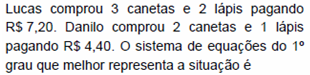 Lucas comprou 3 canetas e 2 lápis pagando
R$ 7,20. Danilo comprou 2 canetas e 1 lápis
pagando R$ 4,40. O sistema de equações do 1º
grau que melhor representa a situação é